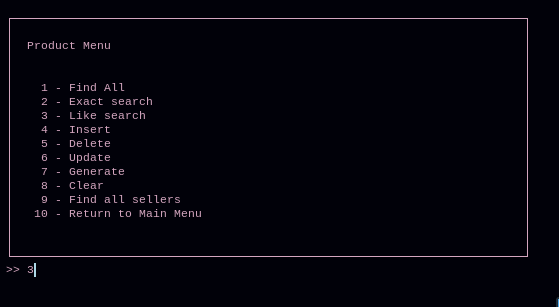 Product Menu
1 - Find All
2 - Exact search
3 - Like search
4 - Insert
5 - Delete
6 - Update
7 - Generate
8 - Clear
9 - Find all sellers
10 - Return to Main Menu
>> 3